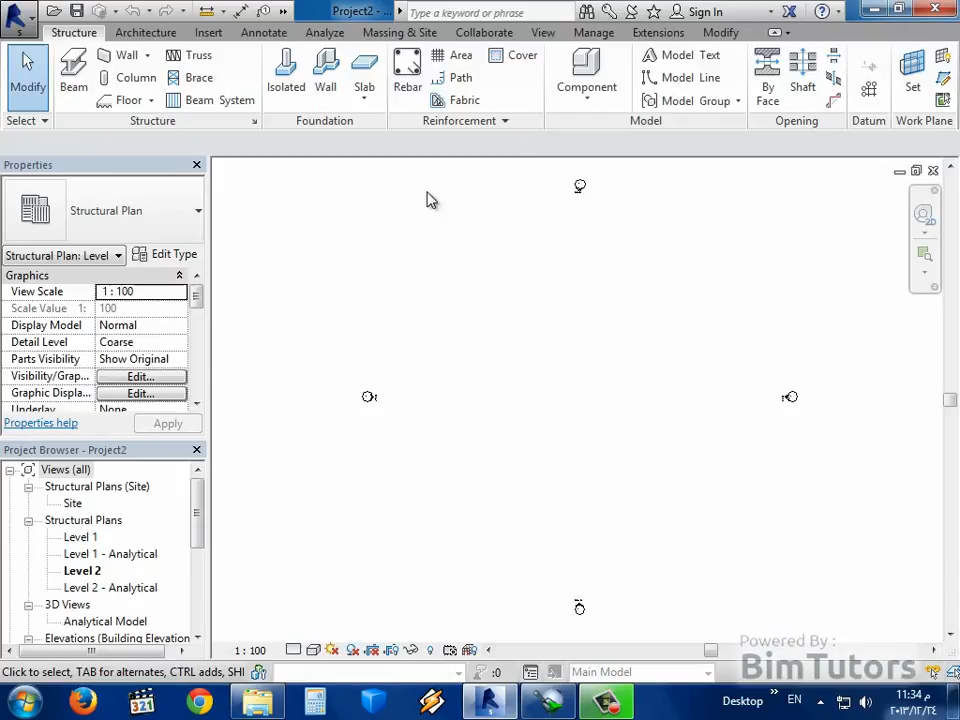 Project2 - ...
Type a keyword or phrase
Sign In
Structure Architecture Insert Annotate Analyze Massing & Site Collaborate View Manage Extensions Modify
Modify
Beam
Wall
Column
Floor
Truss
Brace
Beam System
Isolated
Wall
Slab
Rebar
Area
Path
Fabric
Cover
Component
Model Text
Model Line
Model Group
By Face
Shaft
Set
Select
Structure
Foundation
Reinforcement
Model
Opening
Datum
Work Plane
Properties
Structural Plan
Structural Plan: Level
Edit Type
Graphics
View Scale 1 : 100
Scale Value 1: 100
Display Model Normal
Detail Level Coarse
Parts Visibility Show Original
Visibility/Grap... Edit...
Graphic Displa... Edit...
Underlay None
Properties help Apply
Project Browser - Project2
Views (all)
Structural Plans (Site)
Site
Structural Plans
Level 1
Level 1 - Analytical
Level 2
Level 2 - Analytical
3D Views
Analytical Model
Elevations (Building Elevation
2D
1 : 100
Powered By :
BimTutors
Click to select, TAB for alternates, CTRL adds, SHI
:0
Main Model
321
Desktop
EN
11:34 م
٢٠١٣/١٢/٢٤